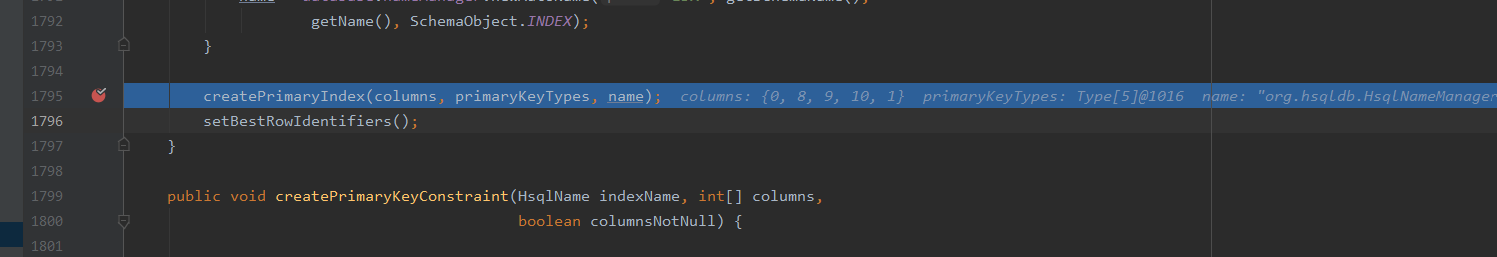 1792 getName(), SchemaObject.INDEX);
1793 }
1794
1795 createPrimaryIndex(columns, primaryKeyTypes, name); columns: {0, 8, 9, 10, 1} primaryKeyTypes: Type[5]@1016 name: "org.hsqldb.HsqlNameManager
1796 setBestRowIdentifiers();
1797 }
1798
1799 public void createPrimaryKeyConstraint(HsqlName indexName, int[] columns,
1800 boolean columnsNotNull) {
1801